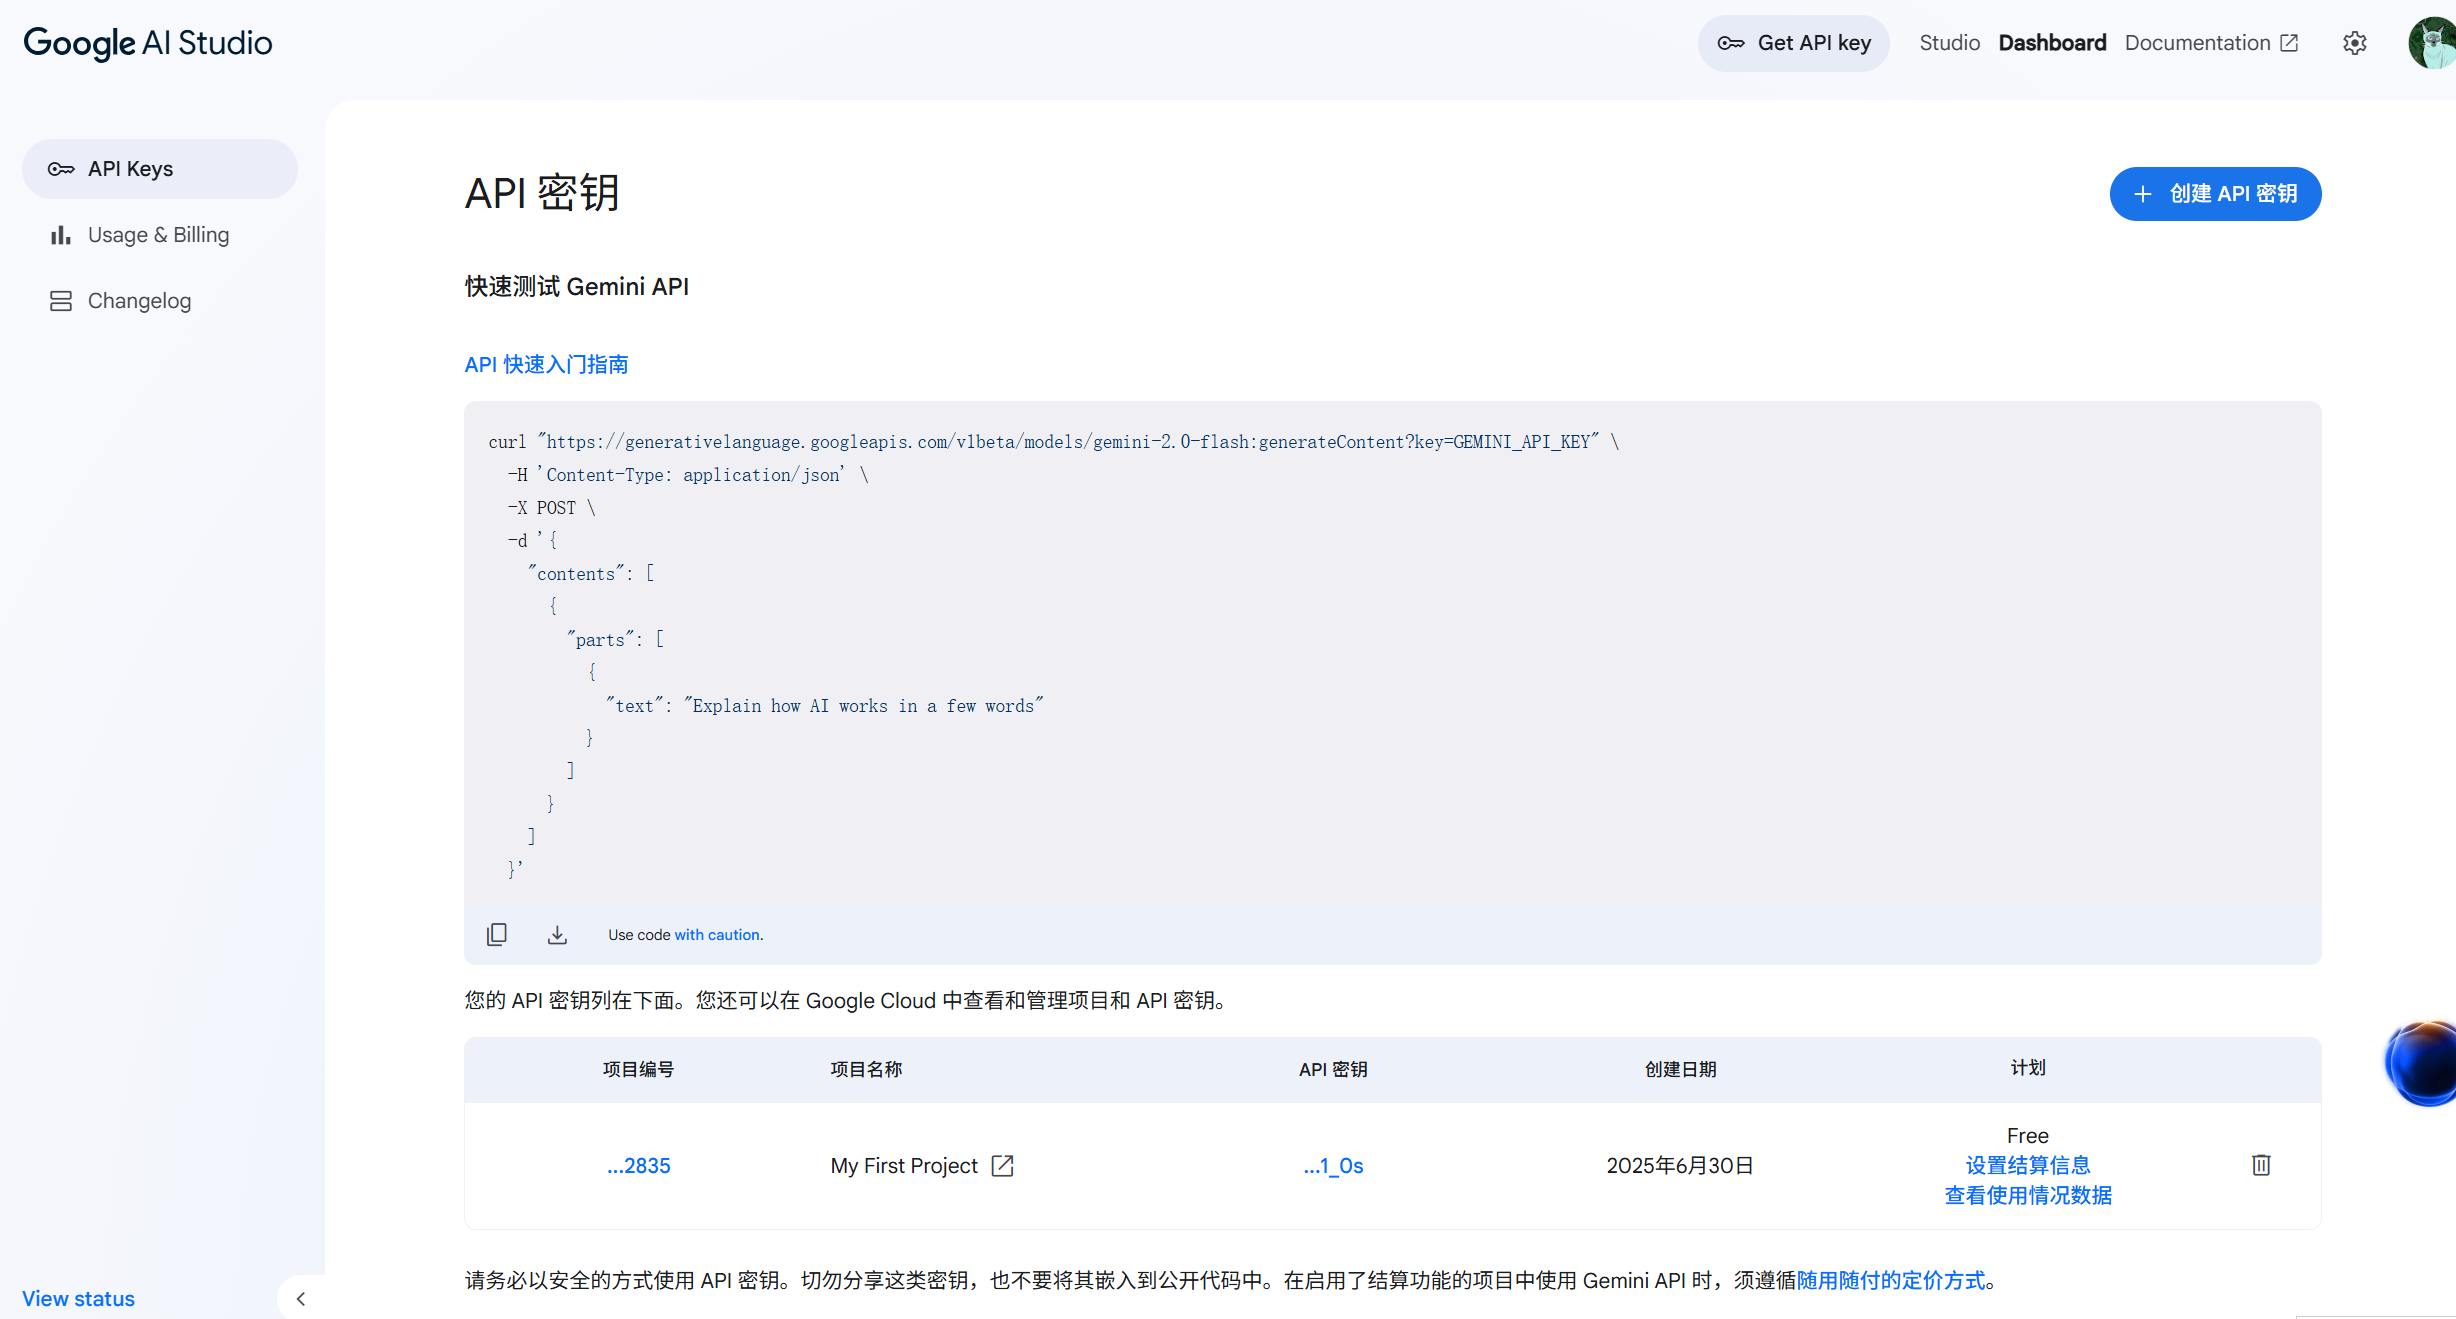 Google AI Studio
Get API key
Studio
Dashboard
Documentation
API Keys
Usage & Billing
Changelog
API 密钥
创建 API 密钥
快速测试 Gemini API
API 快速入门指南
curl "https://generativelanguage.googleapis.com/v1beta/models/gemini-2.0-flash:generateContent?key=GEMINI_API_KEY" \
  -H 'Content-Type: application/json' \
  -X POST \
  -d '{
    "contents": [
      {
        "parts": [
          {
            "text": "Explain how AI works in a few words"
          }
        ]
      }
    ]
  }'
Use code with caution.
您的 API 密钥列在下面。您还可以在 Google Cloud 中查看和管理项目和 API 密钥。
项目编号 项目名称 API 密钥 创建日期 计划
...2835 My First Project ...1_0s 2025年6月30日 Free
设置结算信息
查看使用情况数据
请务必以安全的方式使用 API 密钥。切勿分享这类密钥，也不要将其嵌入到公开代码中。在启用了结算功能的项目中使用 Gemini API 时，须遵循随用随付的定价方式。
View status